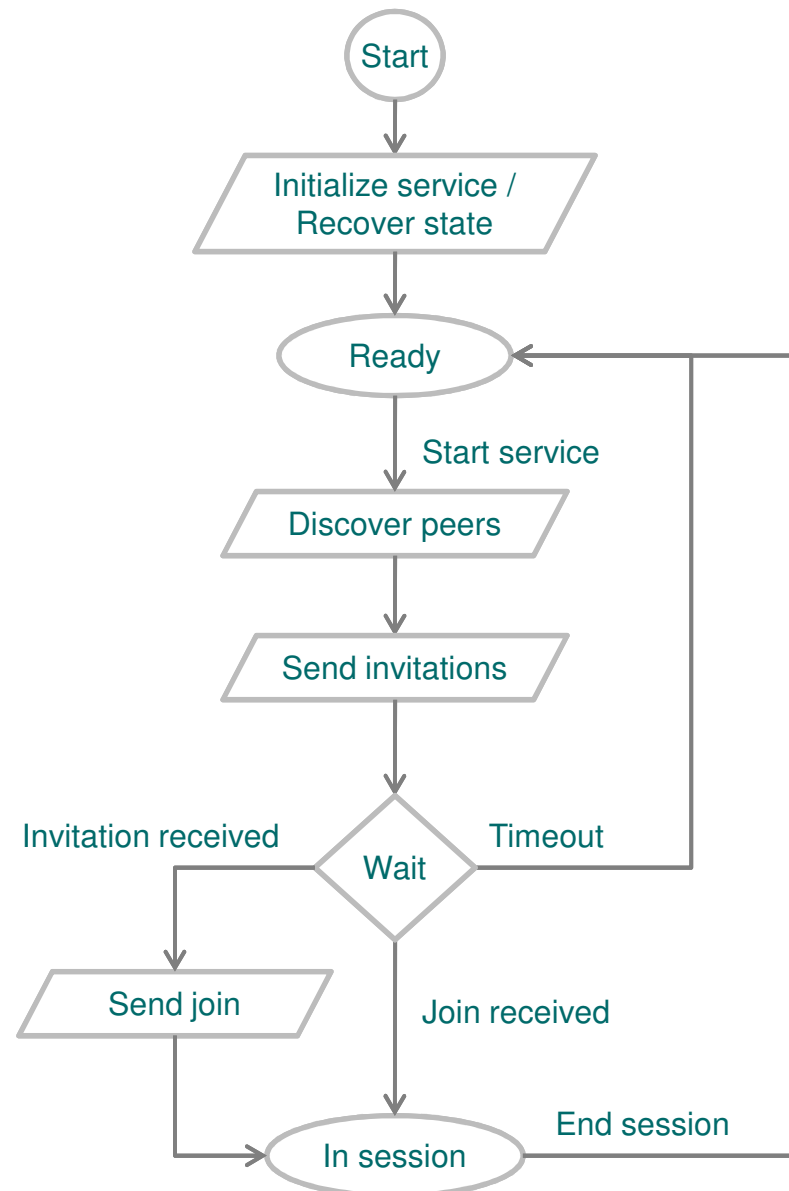 Start
Initialize service /
Recover state
Ready
Start service
Discover peers
Send invitations
Invitation received
Wait
Timeout
Send join
Join received
In session
End session